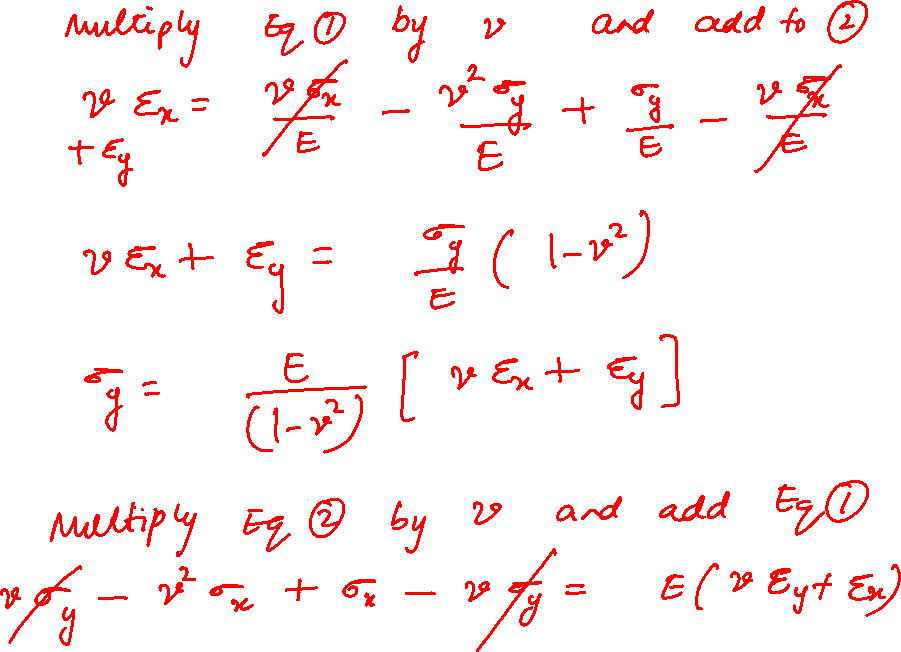 Multiply Eq ① by ν and add to ②
ν εx + εy = ν σx / E - ν² σy / E + σy / E - ν σx / E
ν εx + εy = σy / E ( 1-ν² )
σy = E / (1-ν²) [ ν εx + εy ]
Multiply Eq ② by ν and add Eq ①
ν σy - ν² σx + σx - ν σy = E ( ν εy + εx )